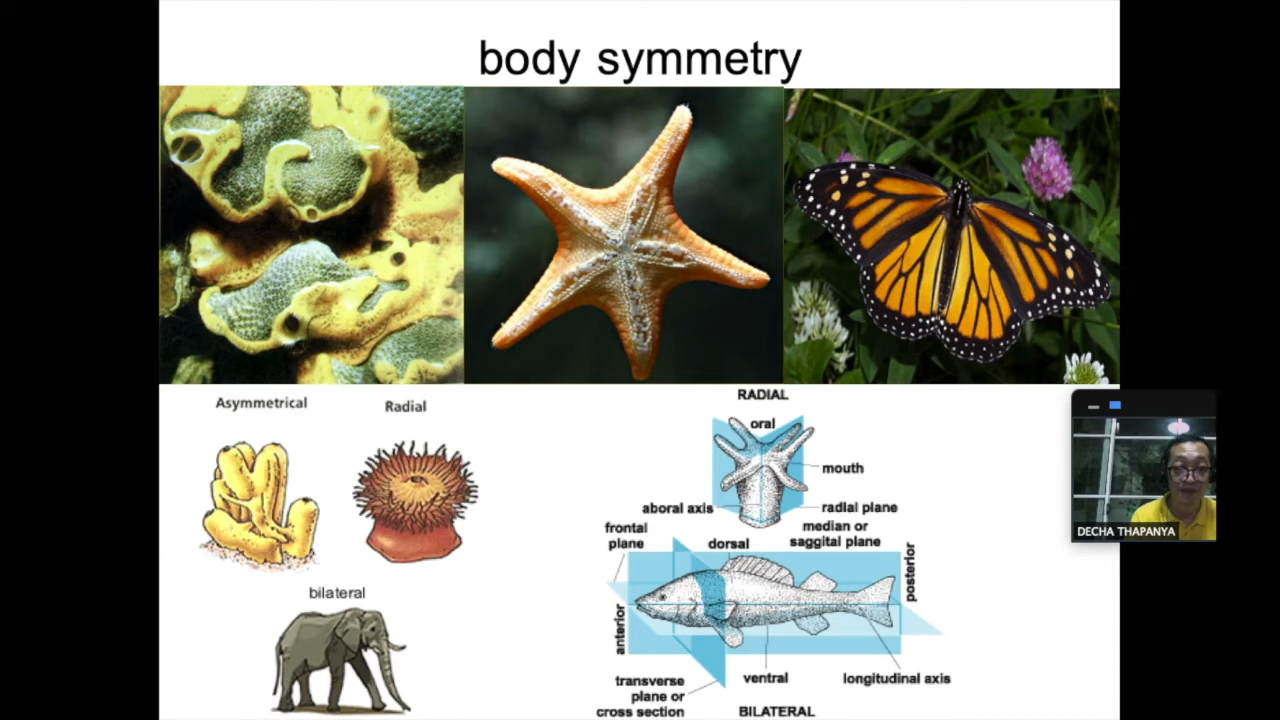 body symmetry
Asymmetrical
Radial
bilateral
RADIAL
oral
mouth
aboral axis
radial plane
frontal
plane
dorsal
median or
saggital plane
posterior
anterior
transverse
plane or
cross section
ventral
longitudinal axis
BILATERAL
DECHA THAPANYA